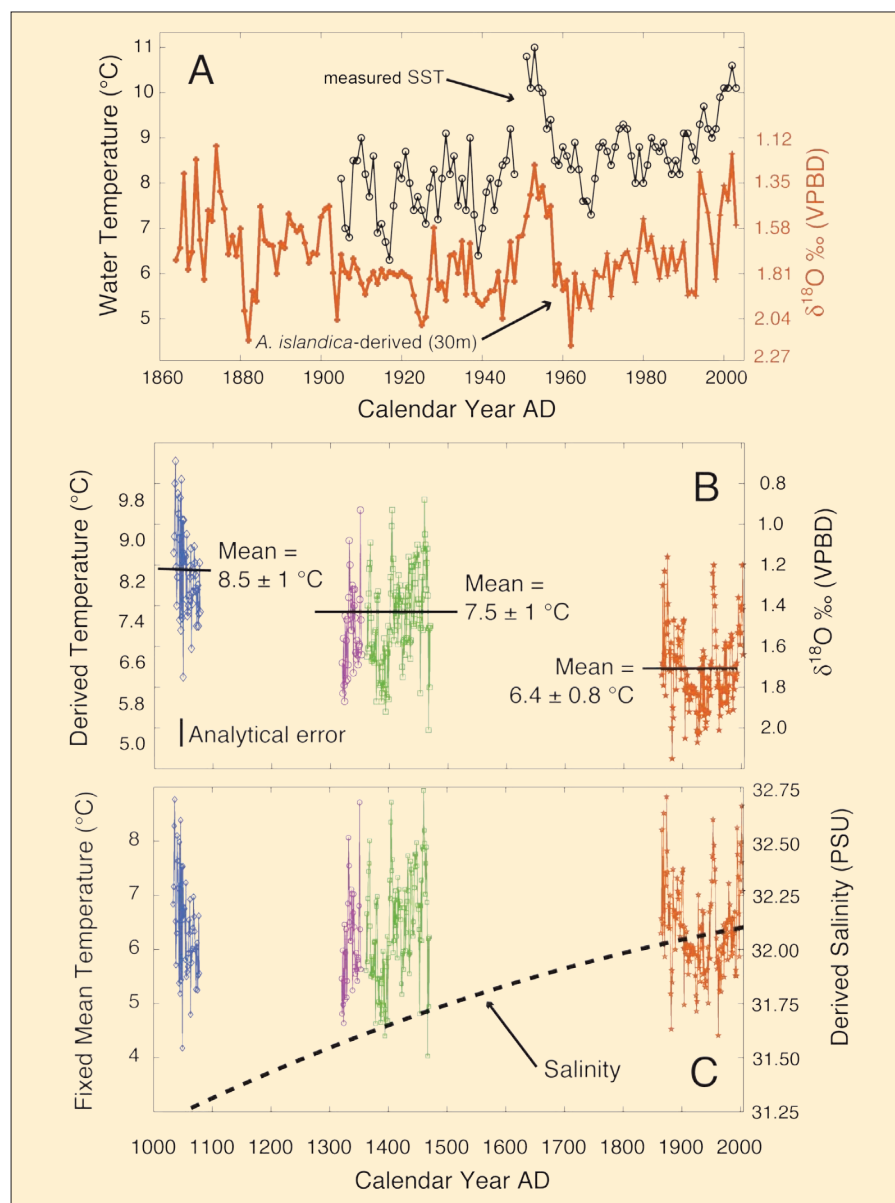 A
measured SST
11
10
9
8
7
6
5
Water Temperature (°C)
1.12
1.35
1.58
1.81
2.04
2.27
δ18O ‰ (VPBD)
A. islandica-derived (30m)
1860 1880 1900 1920 1940 1960 1980 2000
Calendar Year AD
B
9.8
9.0
8.2
7.4
6.6
5.8
5.0
Derived Temperature (°C)
Mean =
8.5 ± 1 °C
Mean =
7.5 ± 1 °C
Mean =
6.4 ± 0.8 °C
Analytical error
0.8
1.0
1.2
1.4
1.6
1.8
2.0
δ18O ‰ (VPBD)
8
7
6
5
4
Fixed Mean Temperature (°C)
32.75
32.50
32.25
32.00
31.75
31.50
31.25
Derived Salinity (PSU)
Salinity
C
1000 1100 1200 1300 1400 1500 1600 1700 1800 1900 2000
Calendar Year AD